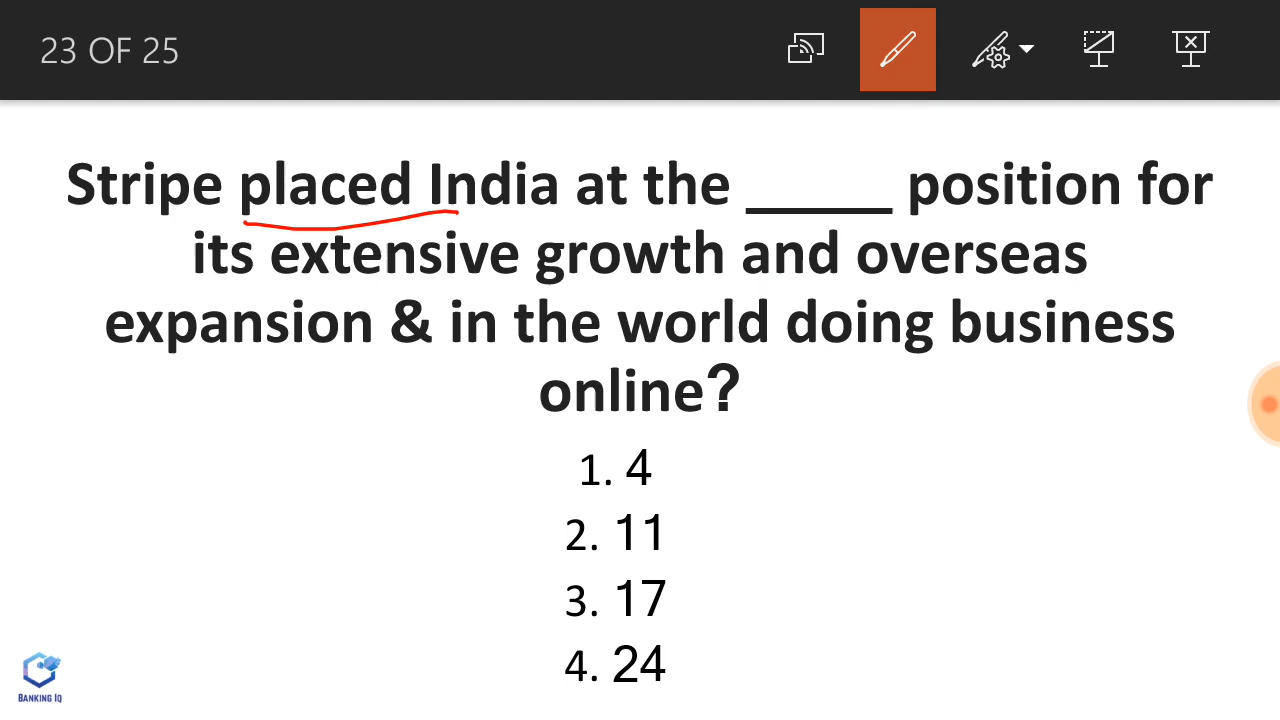 23 OF 25
Stripe placed India at the _____ position for
its extensive growth and overseas
expansion & in the world doing business
online?
1. 4
2. 11
3. 17
4. 24
BANKING IQ